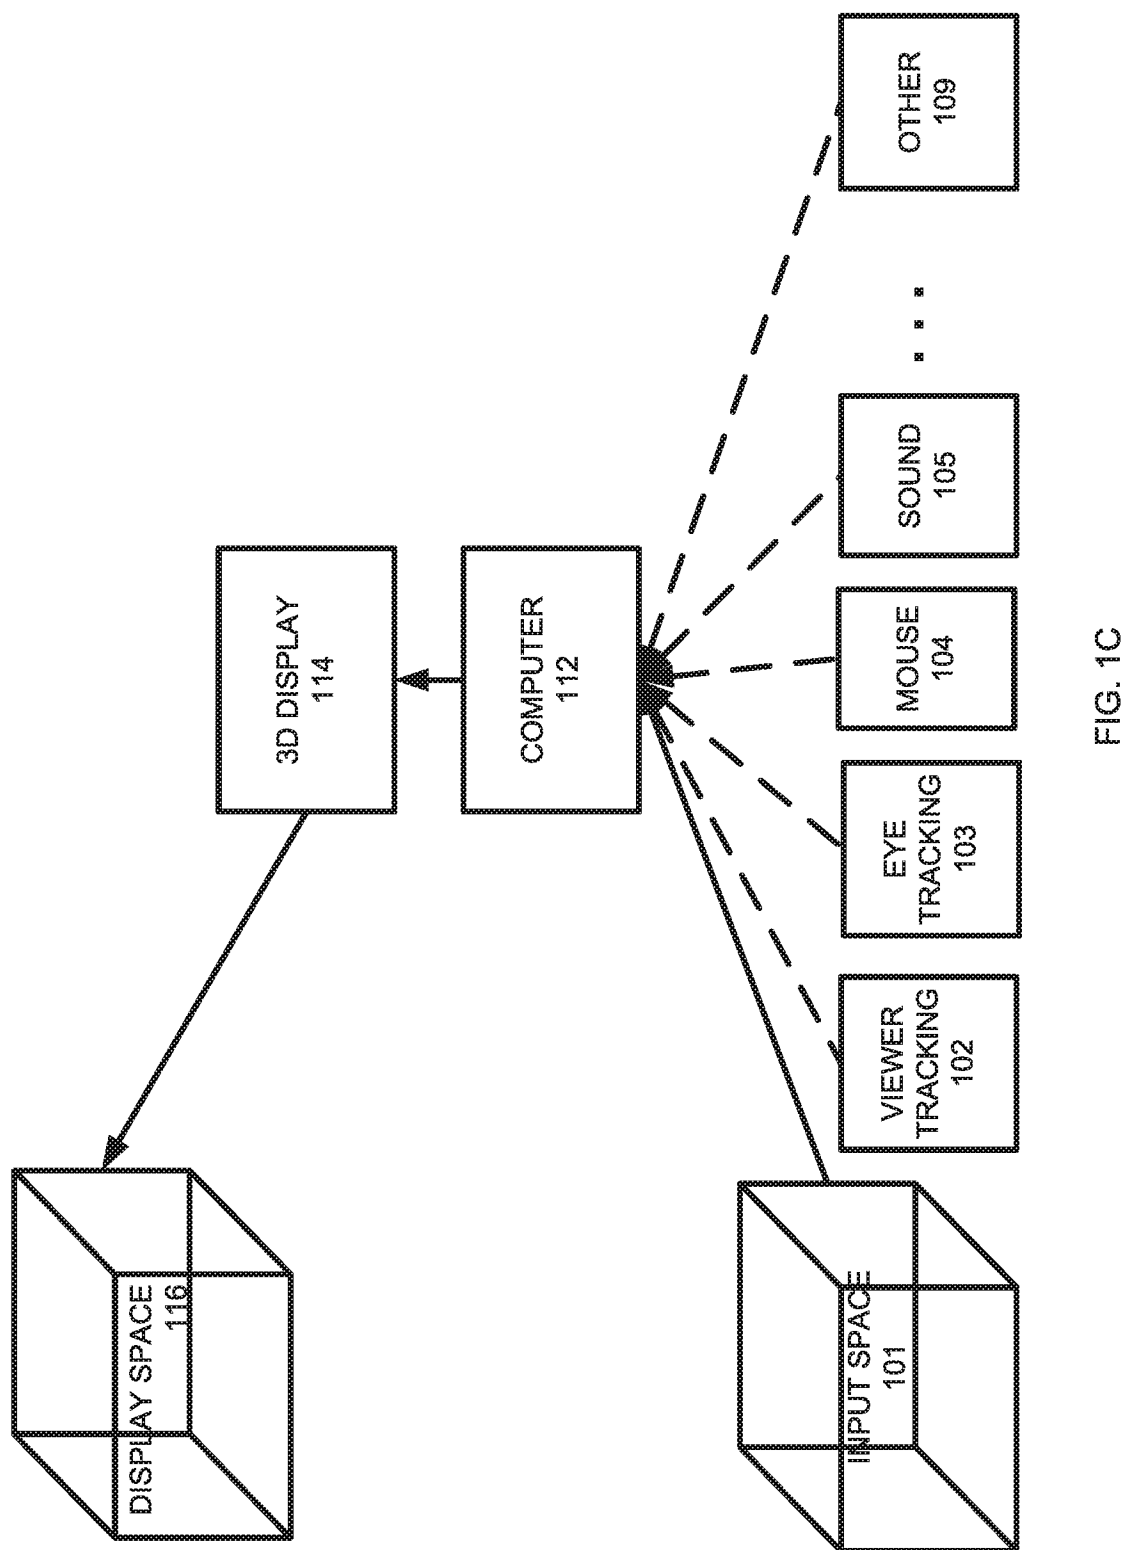 DISPLAY SPACE
116
3D DISPLAY
114
COMPUTER
112
INPUT SPACE
101
VIEWER
TRACKING
102
EYE
TRACKING
103
MOUSE
104
SOUND
105
. . .
OTHER
109
FIG. 1C